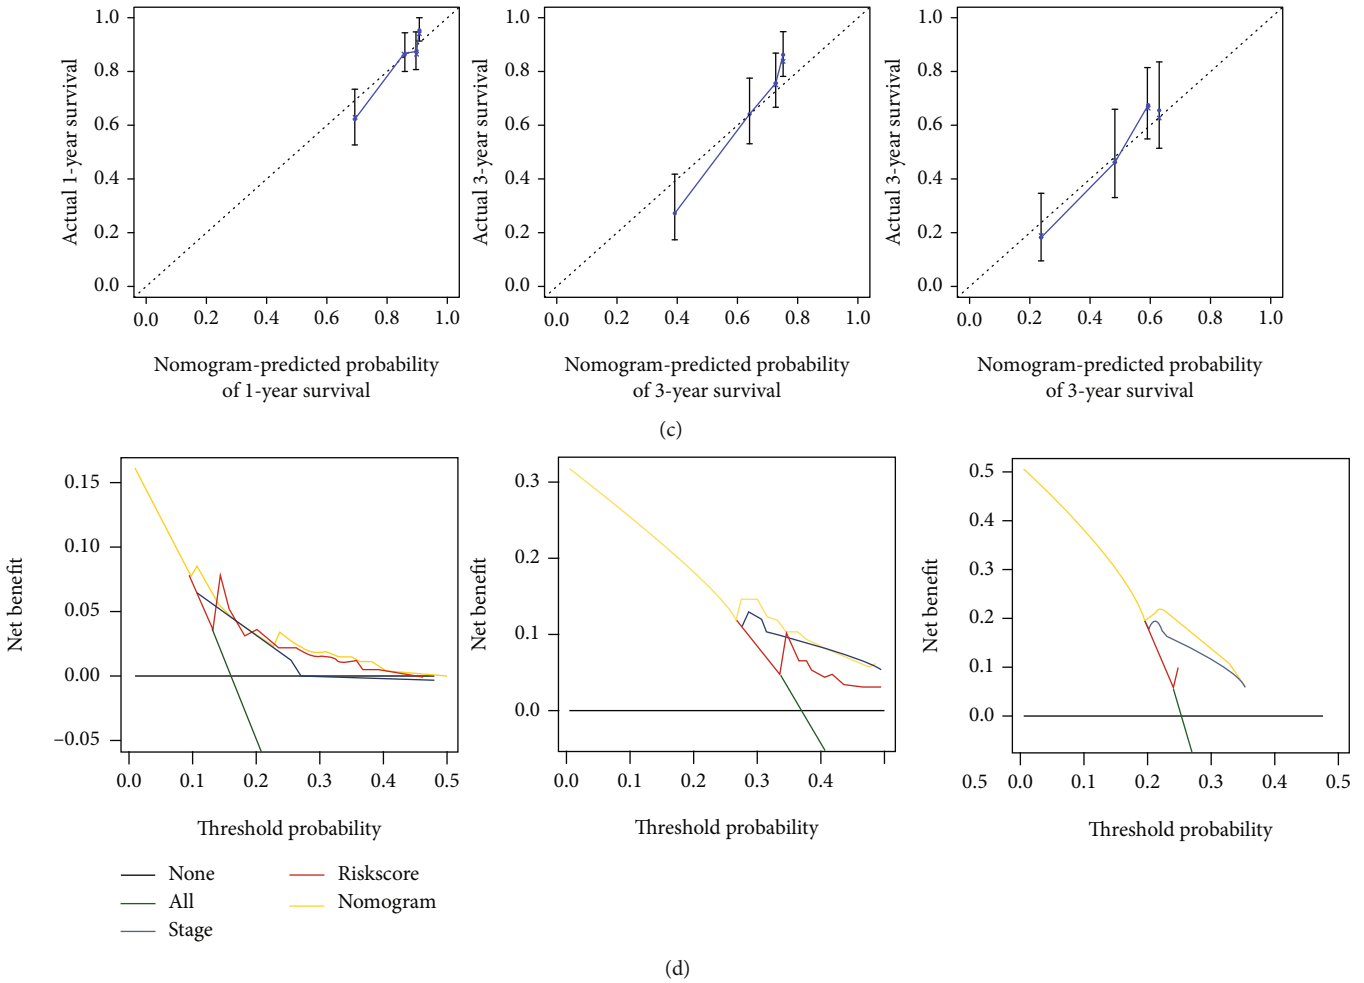 1.0
0.8
0.6
0.4
0.2
0.0
Actual 1-year survival
0.0 0.2 0.4 0.6 0.8 1.0
Nomogram-predicted probability
of 1-year survival
1.0
0.8
0.6
0.4
0.2
0.0
Actual 3-year survival
0.0 0.2 0.4 0.6 0.8 1.0
Nomogram-predicted probability
of 3-year survival
1.0
0.8
0.6
0.4
0.2
0.0
Actual 3-year survival
0.0 0.2 0.4 0.6 0.8 1.0
Nomogram-predicted probability
of 3-year survival
(c)
0.15
0.10
0.05
0.00
–0.05
Net benefit
0.0 0.1 0.2 0.3 0.4 0.5
Threshold probability
0.3
0.2
0.1
0.0
Net benefit
0.0 0.1 0.2 0.3 0.4 0.5
Threshold probability
0.5
0.4
0.3
0.2
0.1
0.0
Net benefit
0.0 0.1 0.2 0.3 0.4 0.5
Threshold probability
None
All
Stage
Riskscore
Nomogram
(d)